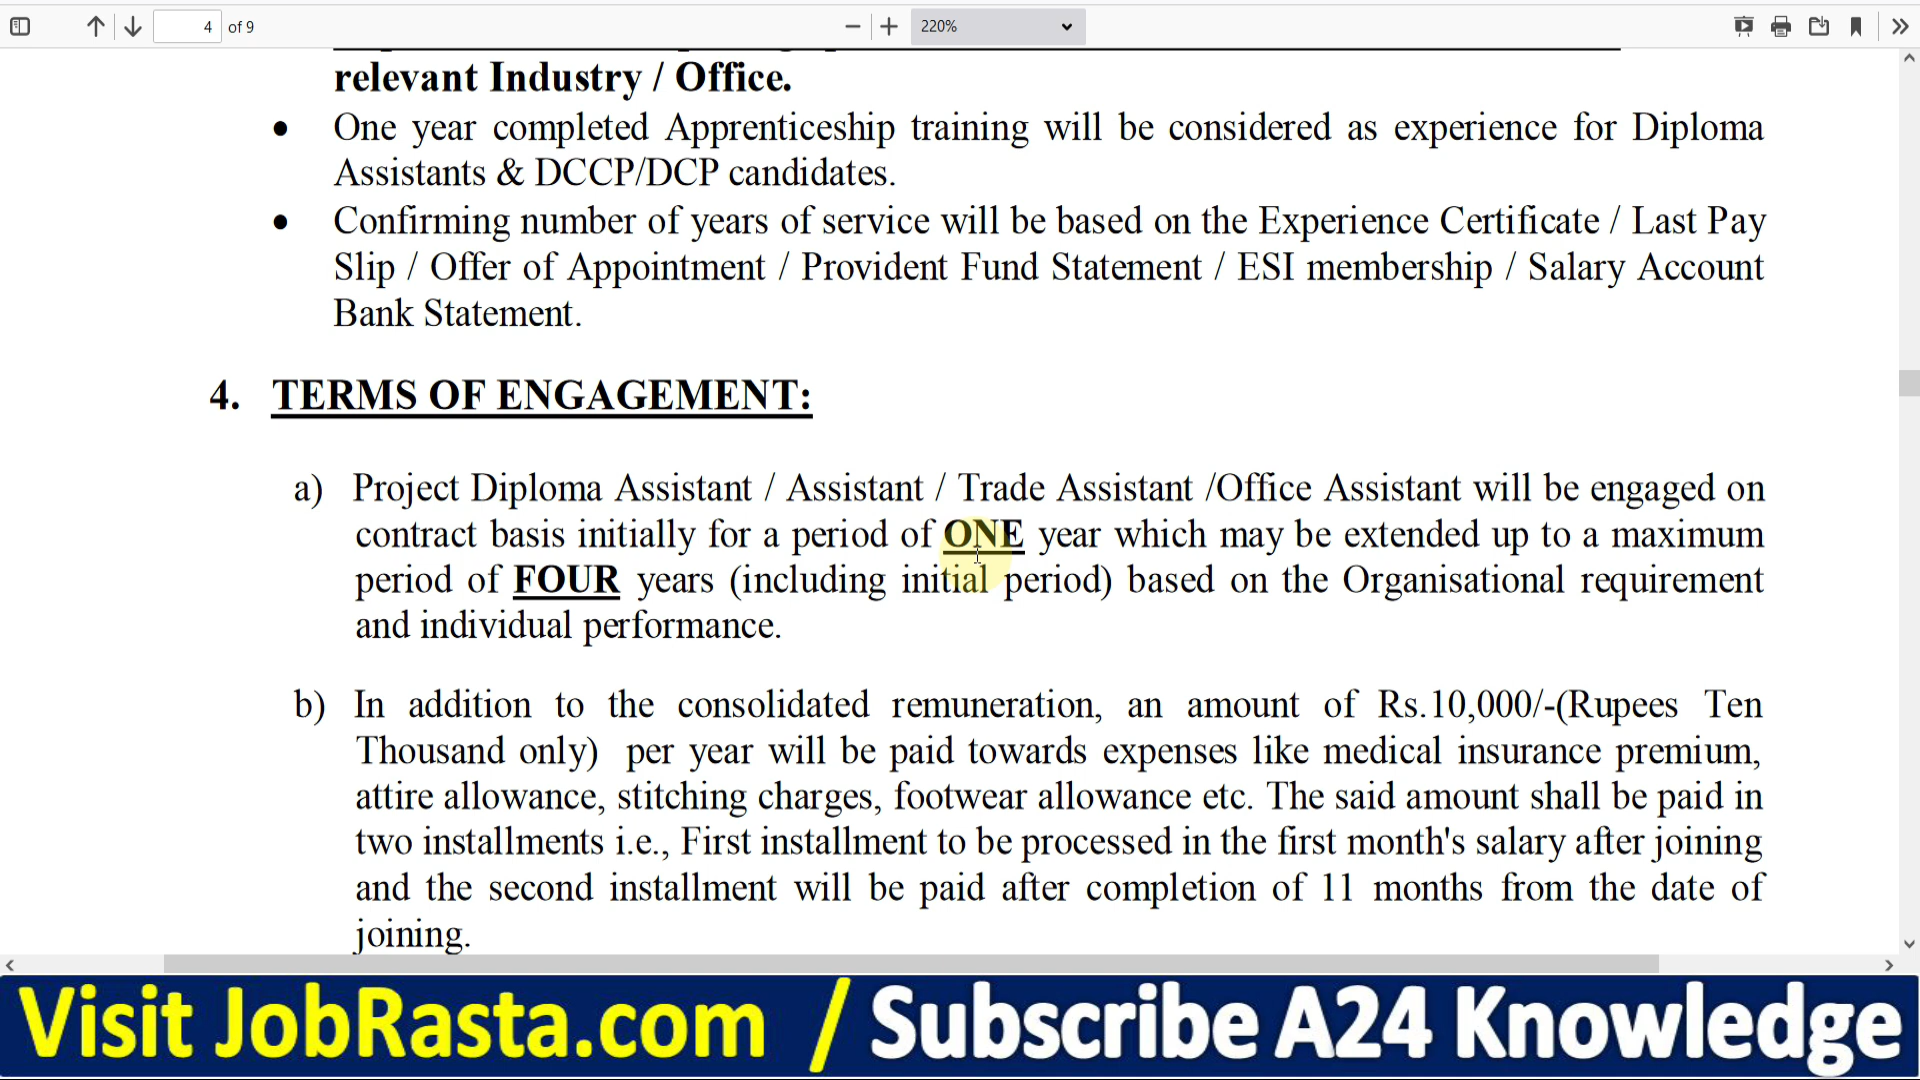 4 of 9
220%
relevant Industry / Office.
• One year completed Apprenticeship training will be considered as experience for Diploma
Assistants & DCCP/DCP candidates.
• Confirming number of years of service will be based on the Experience Certificate / Last Pay
Slip / Offer of Appointment / Provident Fund Statement / ESI membership / Salary Account
Bank Statement.
4. TERMS OF ENGAGEMENT:
a) Project Diploma Assistant / Assistant / Trade Assistant /Office Assistant will be engaged on
contract basis initially for a period of ONE year which may be extended up to a maximum
period of FOUR years (including initial period) based on the Organisational requirement
and individual performance.
b) In addition to the consolidated remuneration, an amount of Rs.10,000/-(Rupees Ten
Thousand only) per year will be paid towards expenses like medical insurance premium,
attire allowance, stitching charges, footwear allowance etc. The said amount shall be paid in
two installments i.e., First installment to be processed in the first month's salary after joining
and the second installment will be paid after completion of 11 months from the date of
joining.
Visit JobRasta.com / Subscribe A24 Knowledge